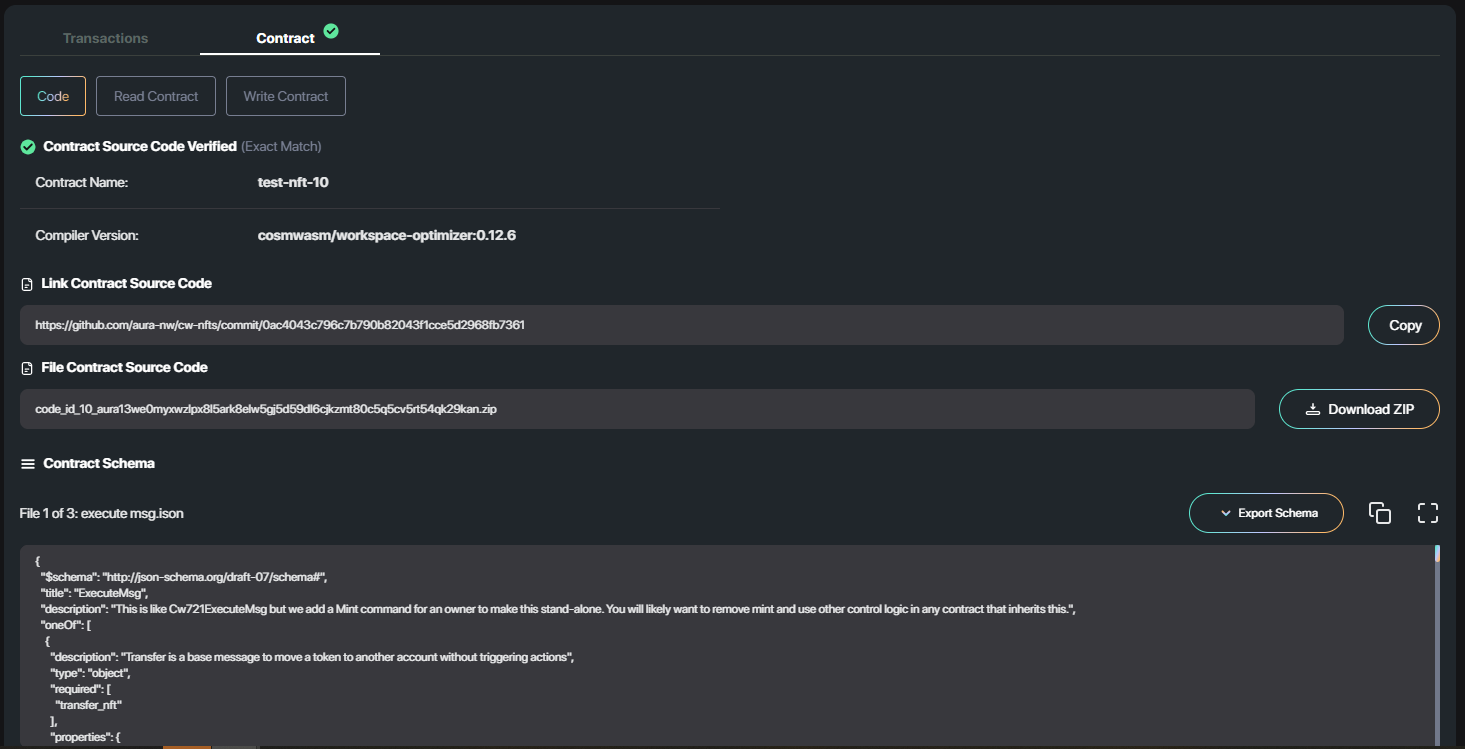 Transactions
Contract
Code
Read Contract
Write Contract
Contract Source Code Verified (Exact Match)
Contract Name:
test-nft-10
Compiler Version:
cosmwasm/workspace-optimizer:0.12.6
Link Contract Source Code
https://github.com/aura-nw/cw-nfts/commit/0ac4043c796c7b790b82043f1cce5d2968fb7361
Copy
File Contract Source Code
code_id_10_aura13we0myxwzlpx8l5ark8elw5gj5d59dl6cjkzmt80c5q5cv5rt54qk29kan.zip
Download ZIP
Contract Schema
File 1 of 3: execute msg.json
Export Schema
{
"$schema": "http://json-schema.org/draft-07/schema#",
"title": "ExecuteMsg",
"description": "This is like Cw721ExecuteMsg but we add a Mint command for an owner to make this stand-alone. You will likely want to remove mint and use other control logic in any contract that inherits this.",
"oneOf": [
{
"description": "Transfer is a base message to move a token to another account without triggering actions",
"type": "object",
"required": [
"transfer_nft"
],
"properties": {